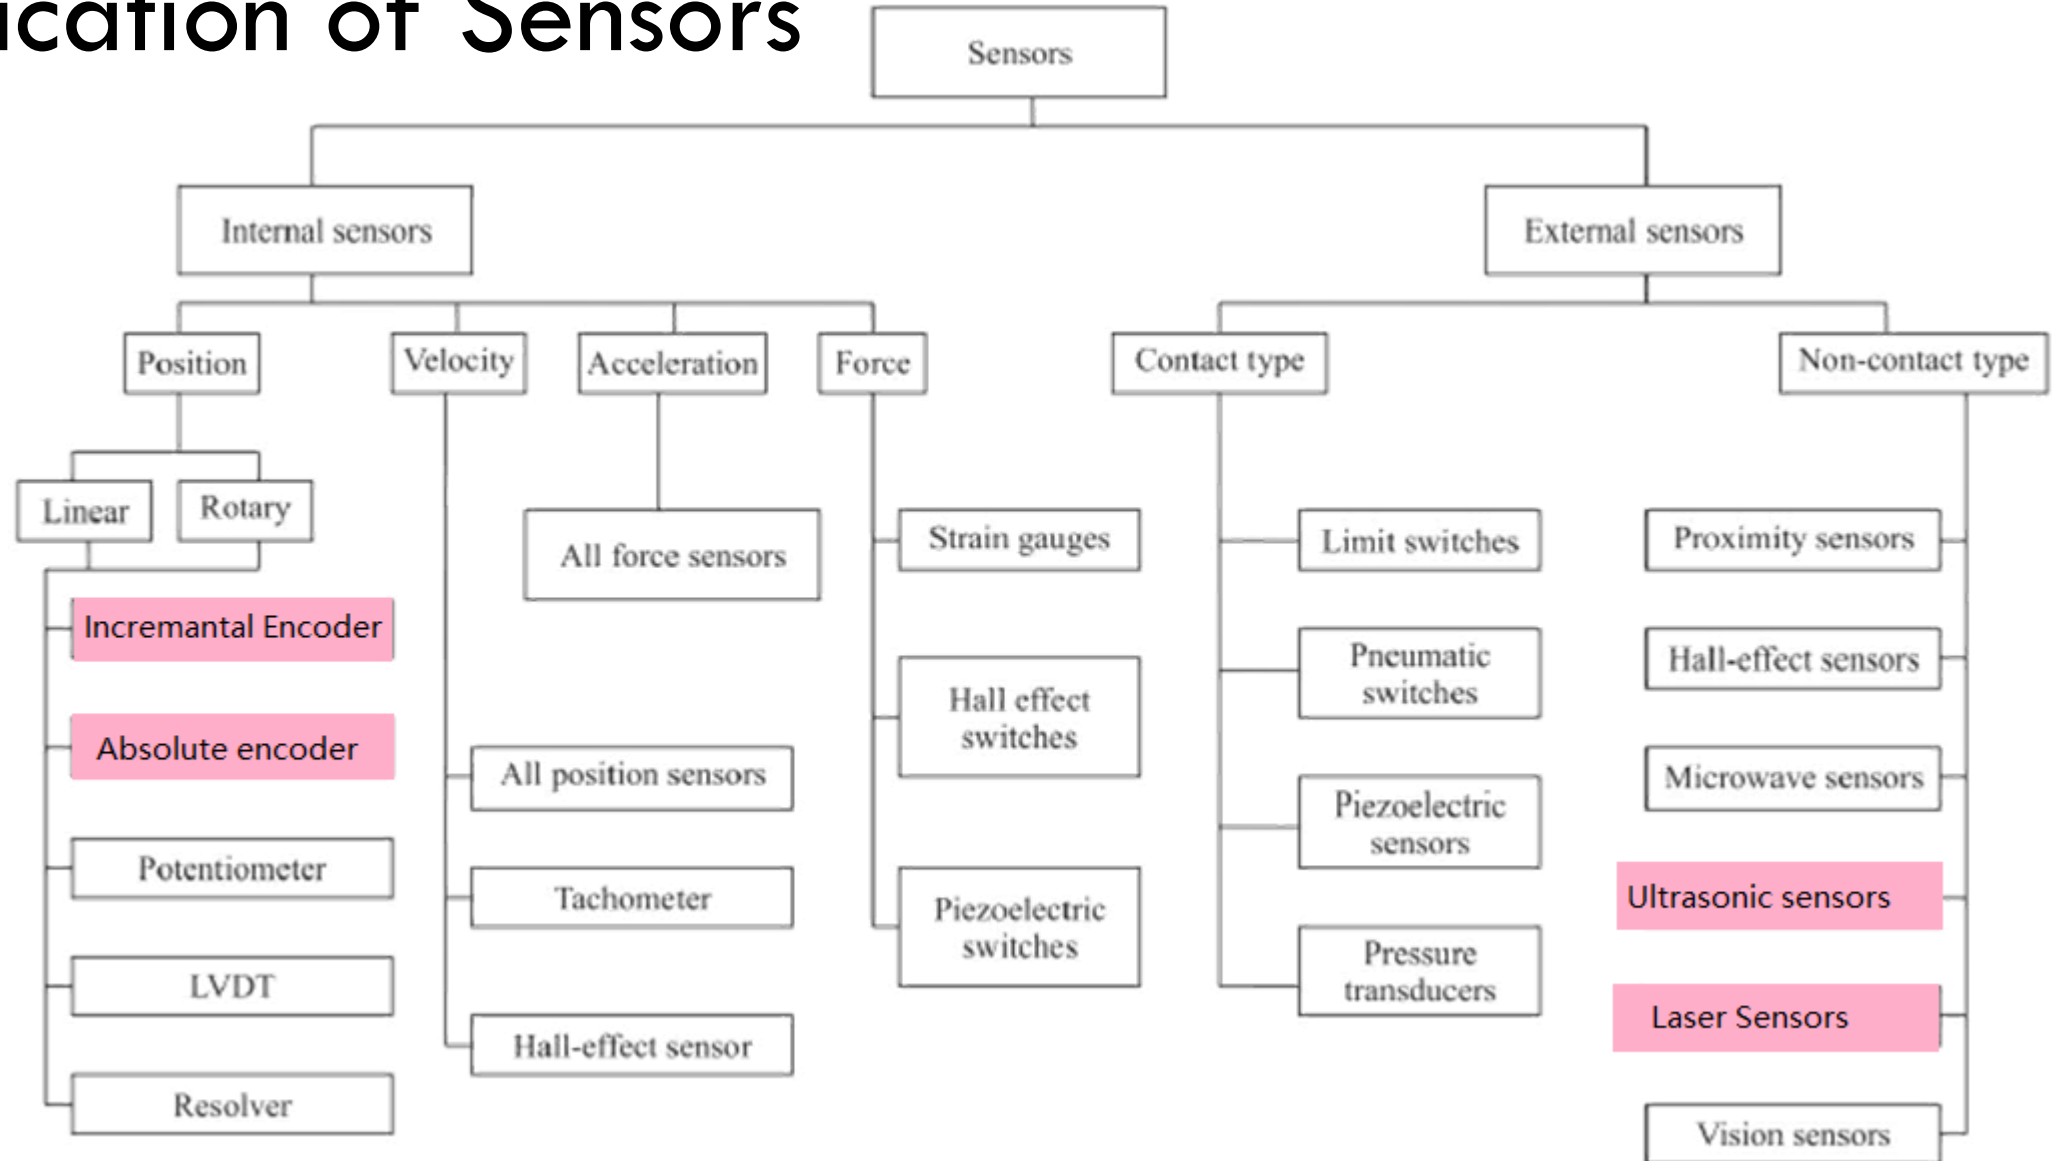 ication of Sensors
Sensors
Internal sensors
External sensors
Position
Velocity
Acceleration
Force
Contact type
Non-contact type
Linear
Rotary
Incremantal Encoder
Absolute encoder
Potentiometer
LVDT
Resolver
All position sensors
Tachometer
Hall-effect sensor
All force sensors
Strain gauges
Hall effect
switches
Piezoelectric
switches
Limit switches
Pneumatic
switches
Piezoelectric
sensors
Pressure
transducers
Proximity sensors
Hall-effect sensors
Microwave sensors
Ultrasonic sensors
Laser Sensors
Vision sensors